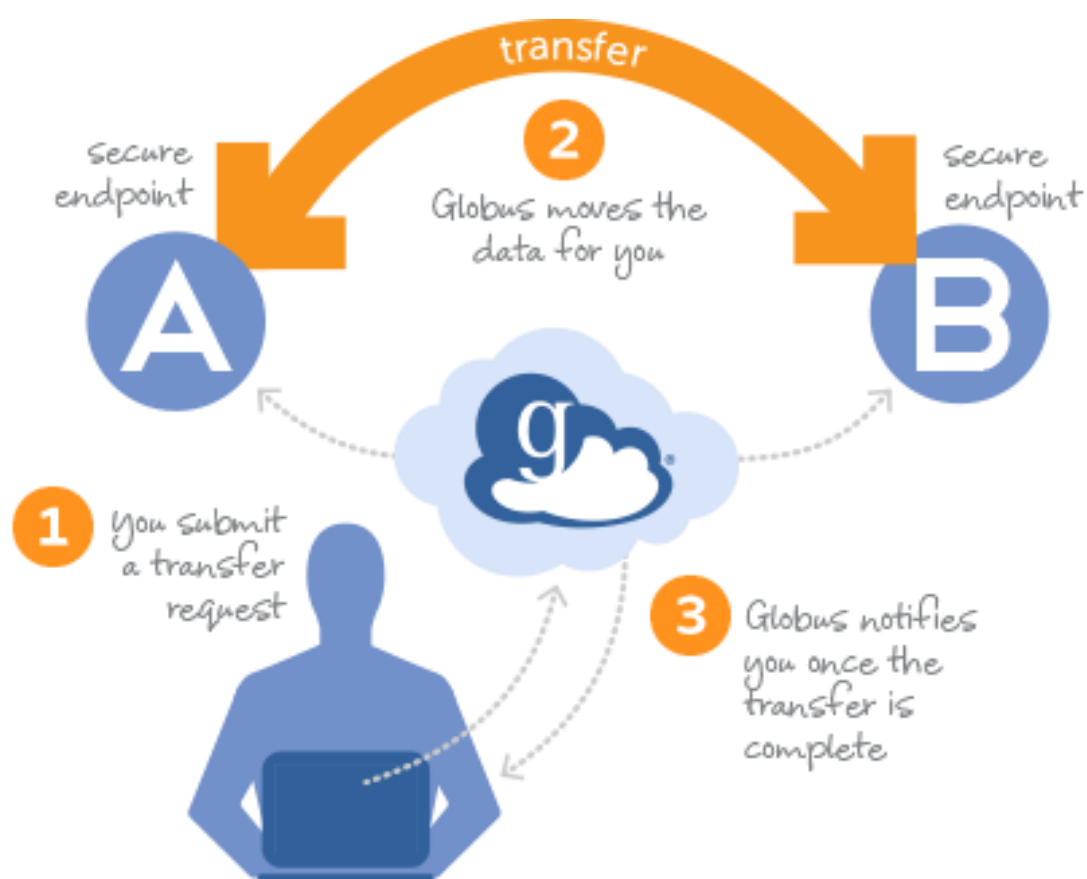 transfer
secure
endpoint
A
2
Globus moves the
data for you
secure
endpoint
B
g
®
1
You submit
a transfer
request
3
Globus notifies
you once the
transfer is
complete